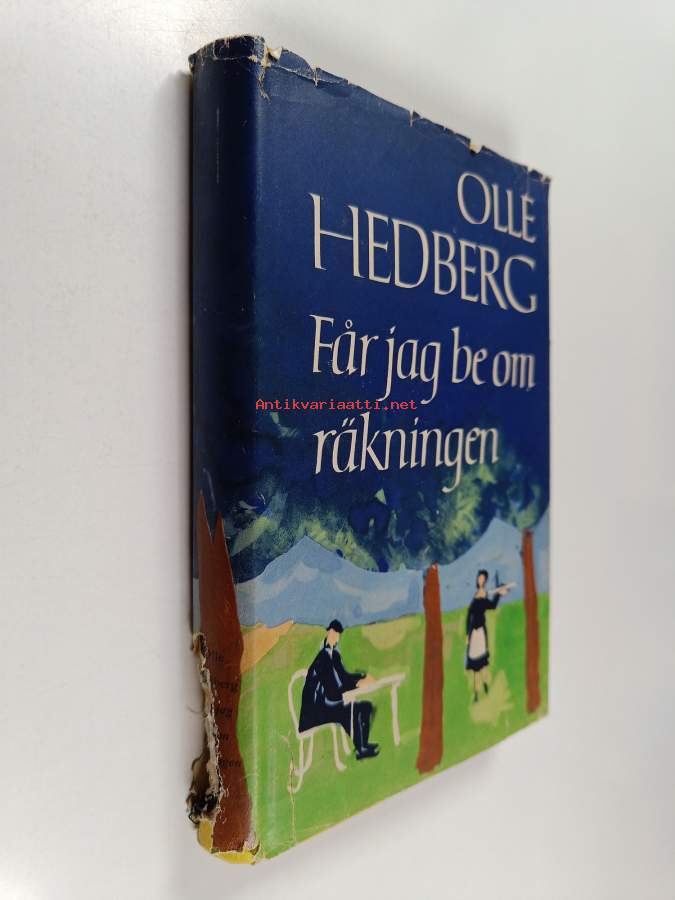 OLLE
HEDBERG
Får jag be om
räkningen
Antikvariaatti.net